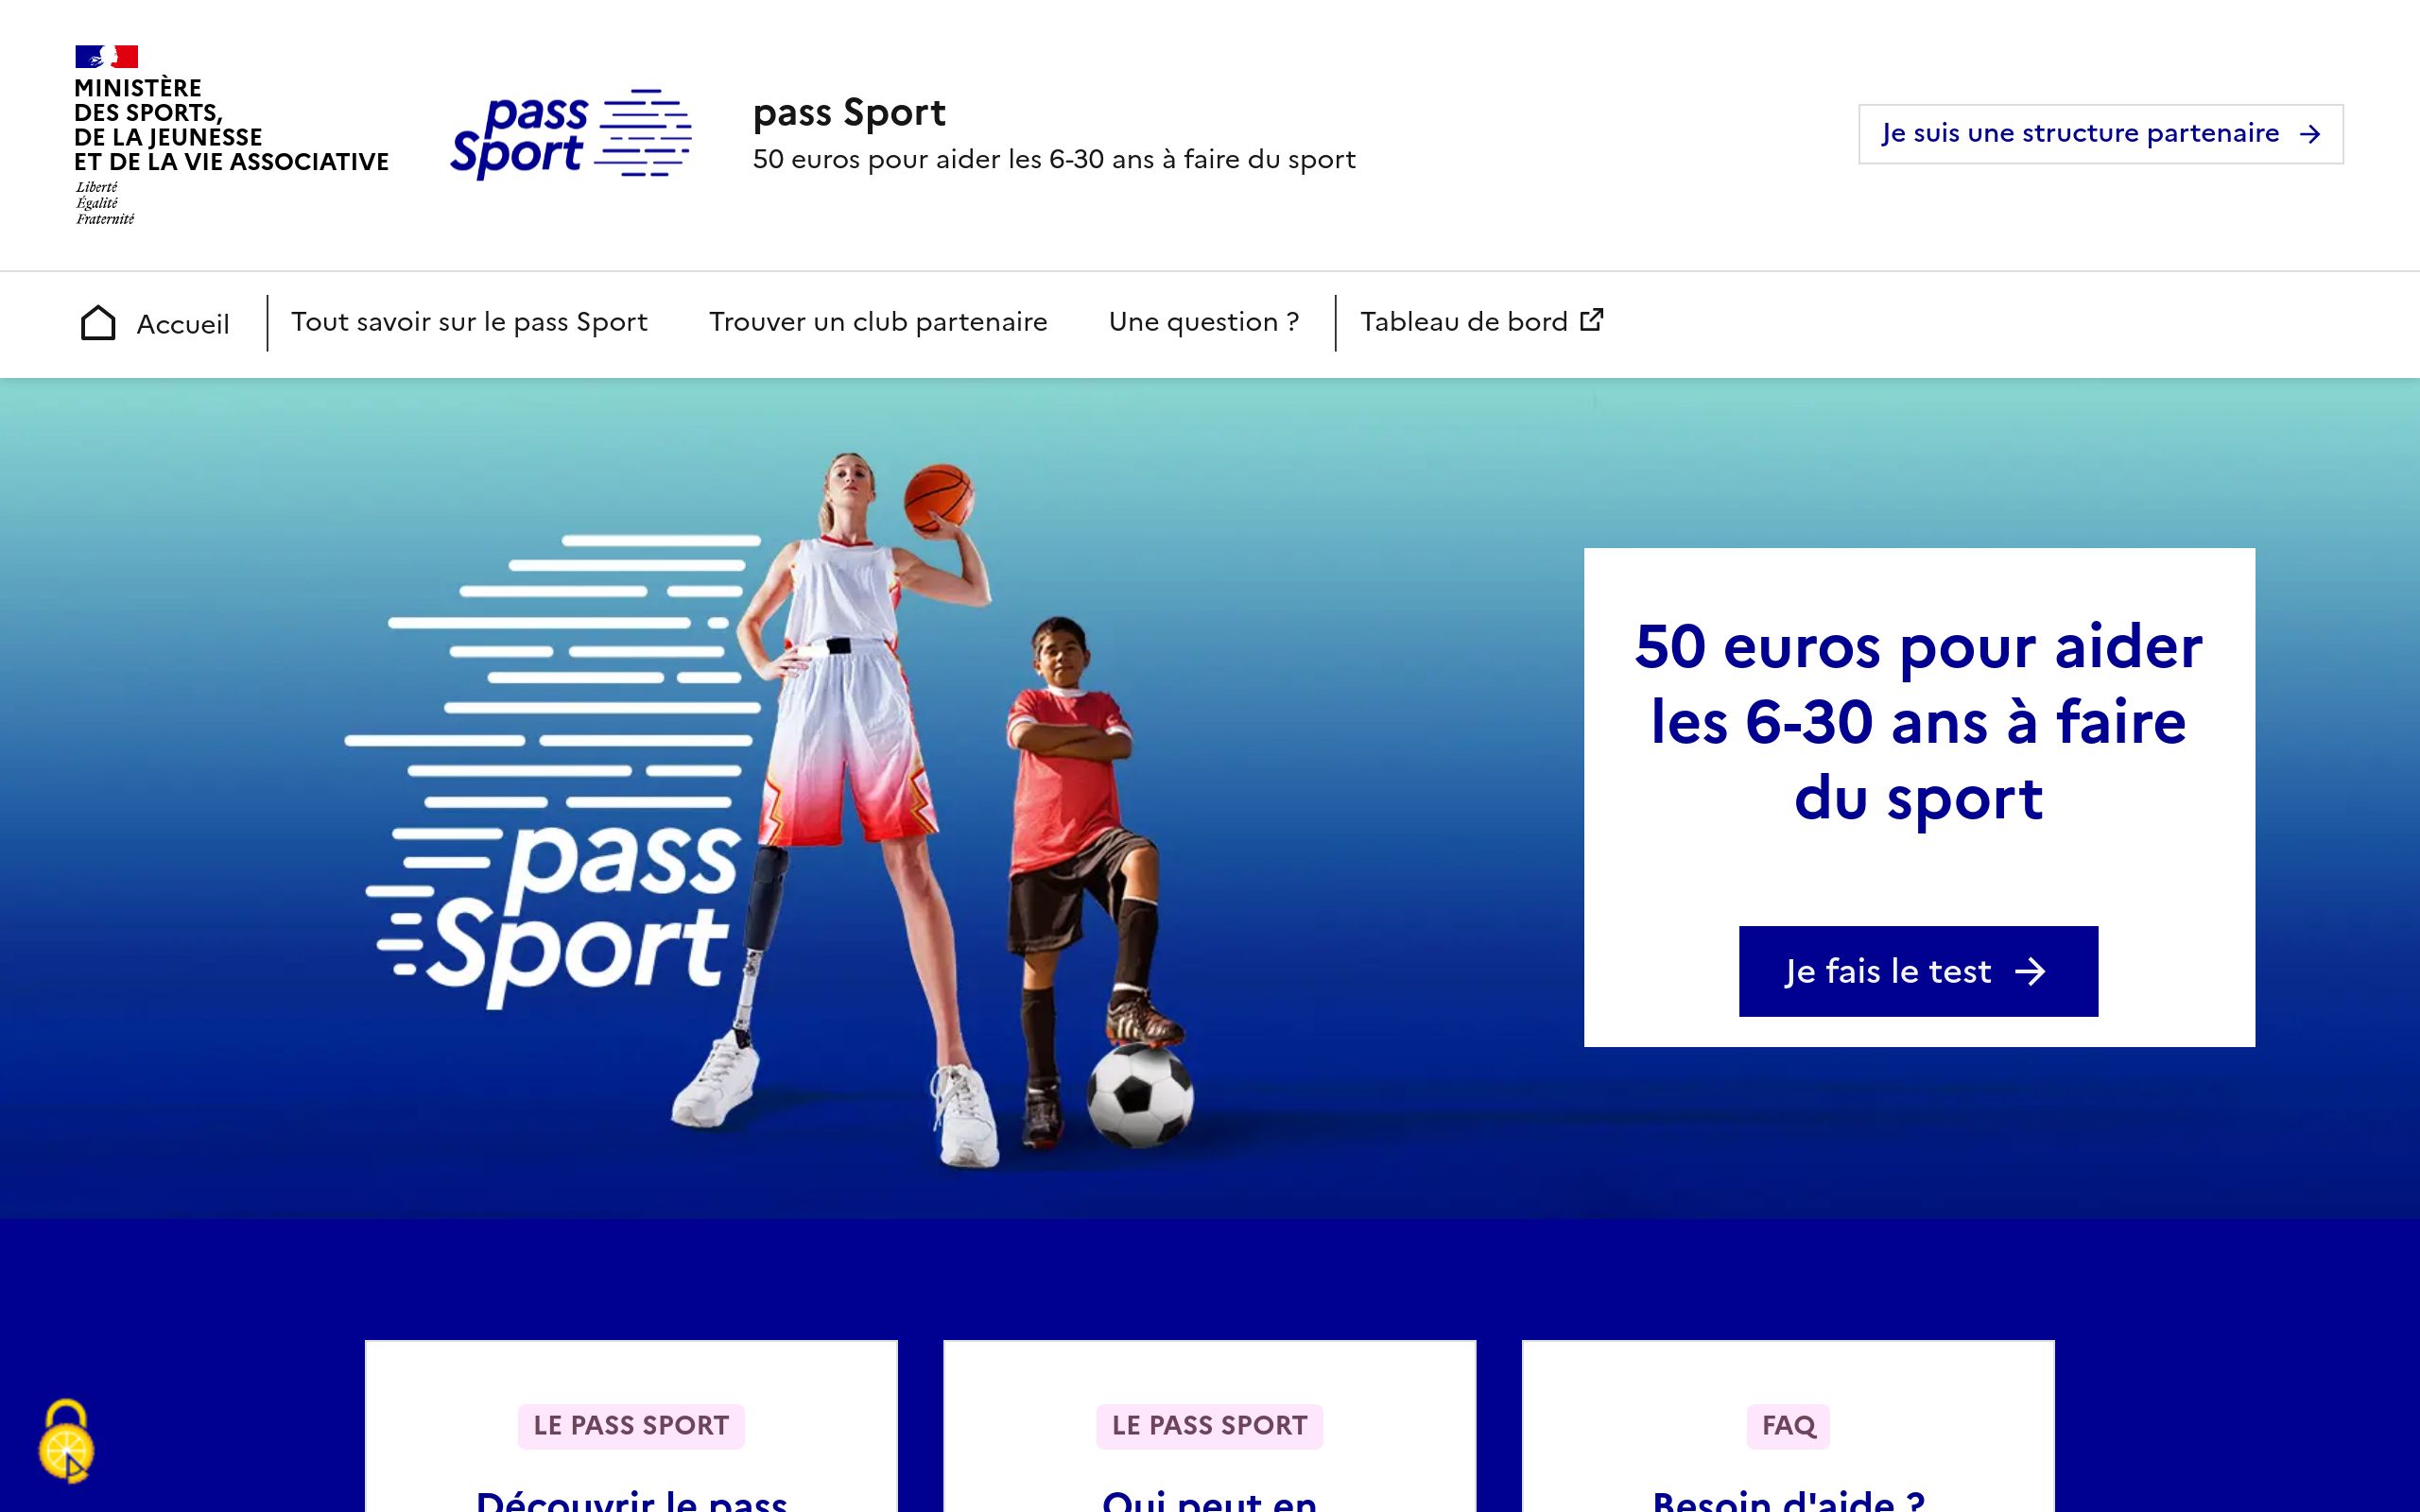 MINISTÈRE
DES SPORTS,
DE LA JEUNESSE
ET DE LA VIE ASSOCIATIVE
Liberté
Égalité
Fraternité
pass
Sport
pass Sport
50 euros pour aider les 6-30 ans à faire du sport
Je suis une structure partenaire
Accueil
Tout savoir sur le pass Sport
Trouver un club partenaire
Une question ?
Tableau de bord
pass
Sport
50 euros pour aider
les 6-30 ans à faire
du sport
Je fais le test
LE PASS SPORT
Découvrir le pass
LE PASS SPORT
Qui peut en
FAQ
Besoin d'aide ?